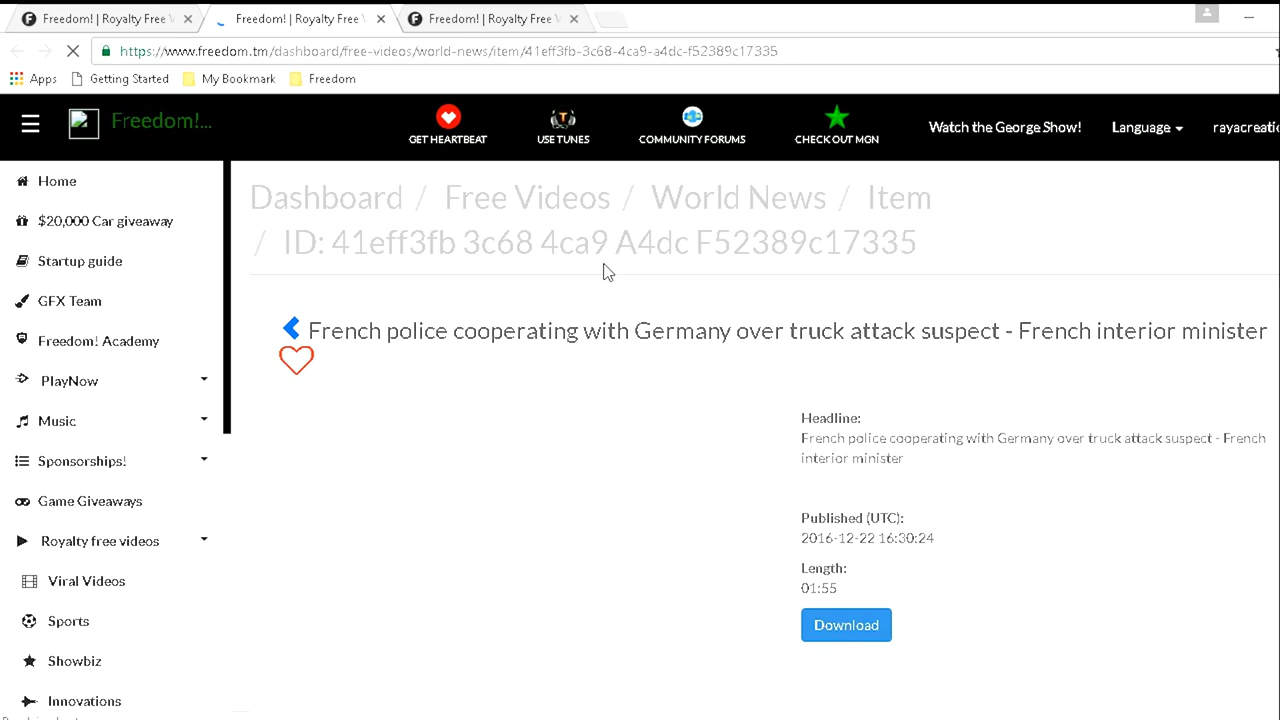 Freedom! | Royalty Free V
Freedom! | Royalty Free V
Freedom! | Royalty Free V
https://www.freedom.tm/dashboard/free-videos/world-news/item/41eff3fb-3c68-4ca9-a4dc-f52389c17335
Apps Getting Started My Bookmark Freedom
Freedom!...
GET HEARTBEAT
USE TUNES
COMMUNITY FORUMS
CHECK OUT MGN
Watch the George Show!
Language
rayacreatio
Home
$20,000 Car giveaway
Startup guide
GFX Team
Freedom! Academy
PlayNow
Music
Sponsorships!
Game Giveaways
Royalty free videos
Viral Videos
Sports
Showbiz
Innovations
Dashboard / Free Videos / World News / Item
/ ID: 41eff3fb 3c68 4ca9 A4dc F52389c17335
French police cooperating with Germany over truck attack suspect - French interior minister
Headline:
French police cooperating with Germany over truck attack suspect - French
interior minister
Published (UTC):
2016-12-22 16:30:24
Length:
01:55
Download